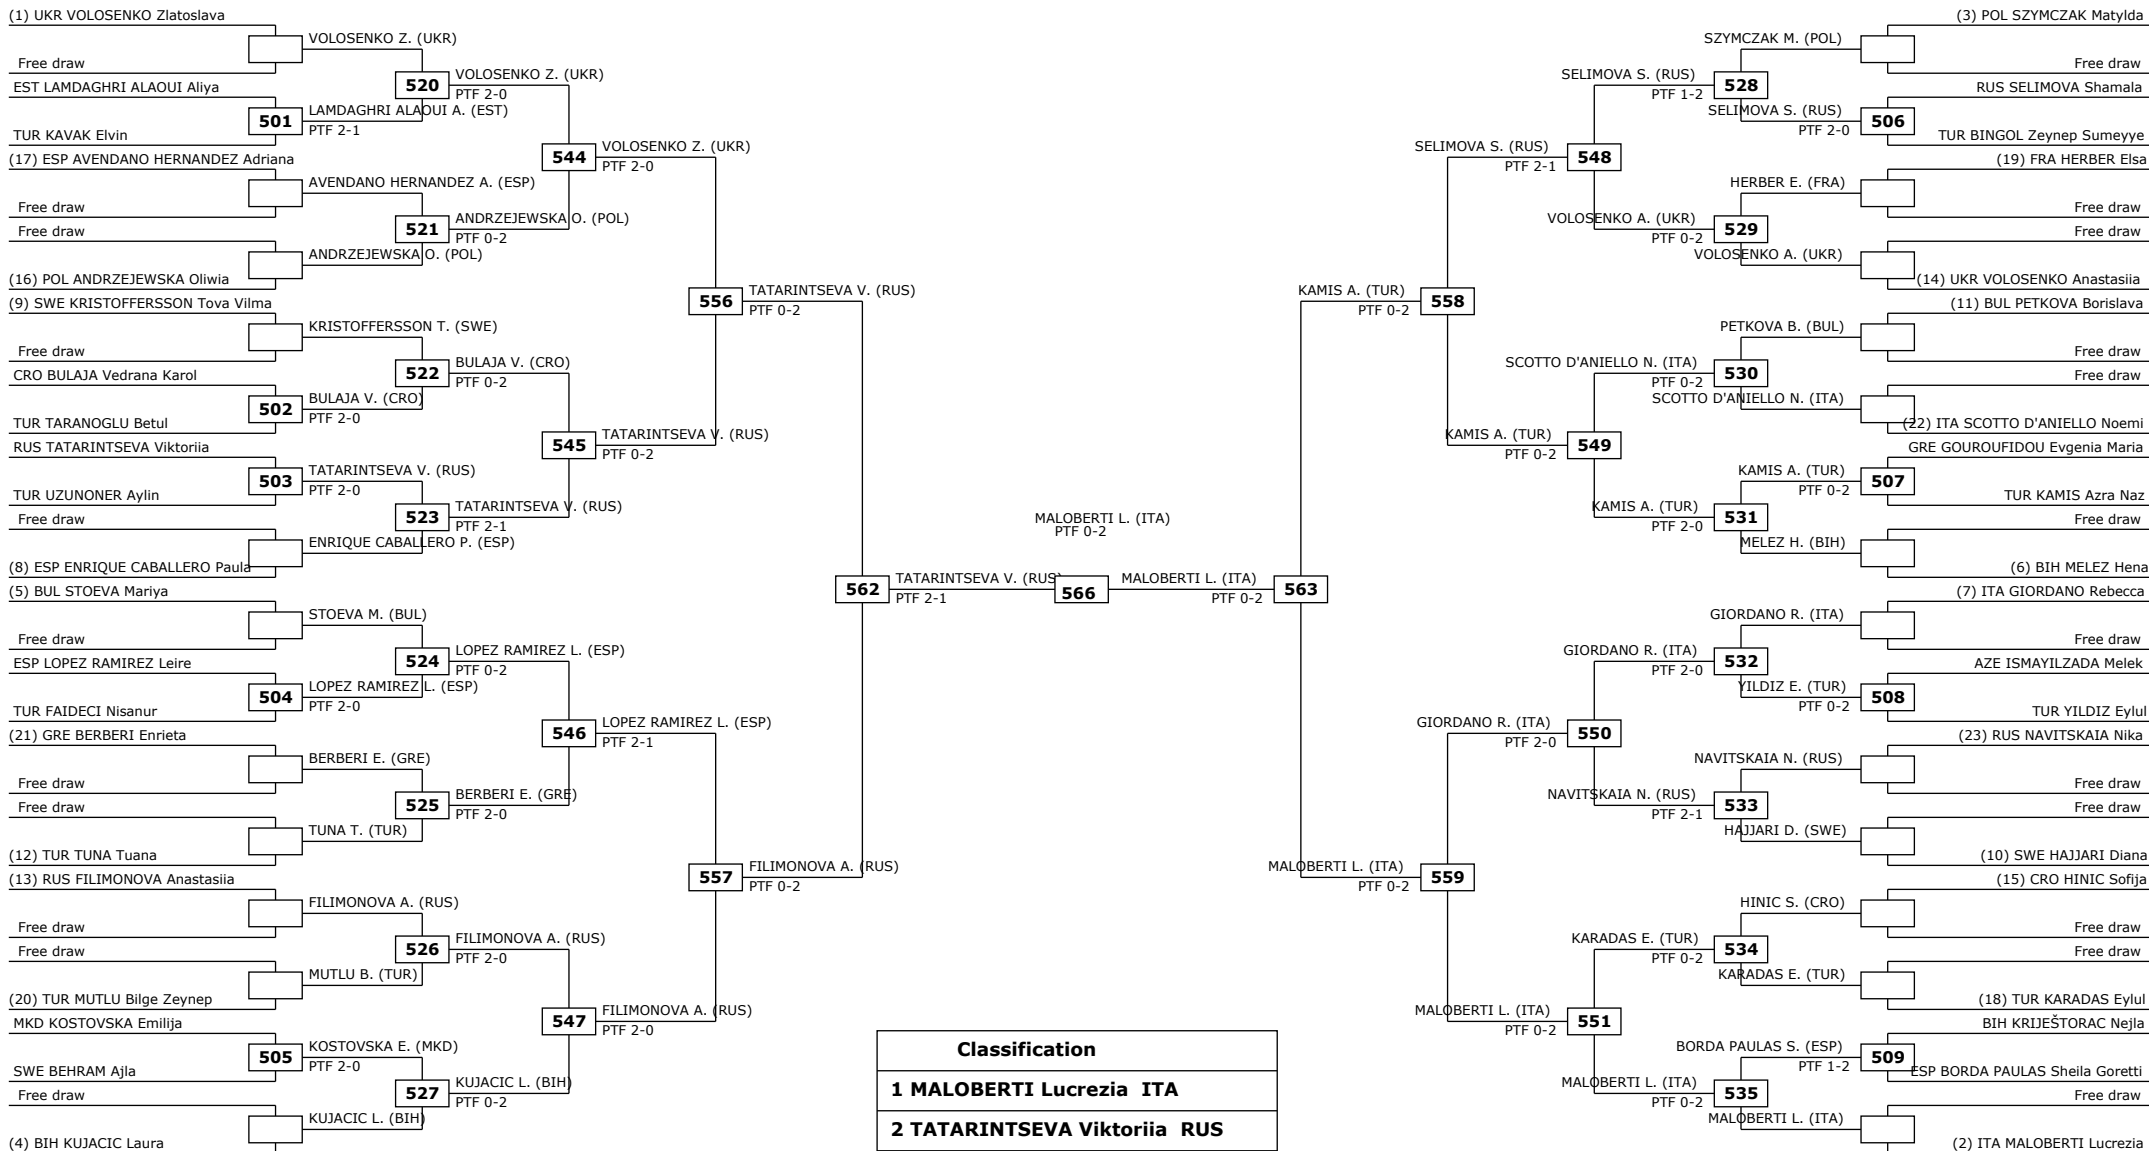 (1) UKR VOLOSENKO Zlatoslava
VOLOSENKO Z. (UKR)
Free draw
520
VOLOSENKO Z. (UKR)
PTF 2-0
EST LAMDAGHRI ALAOUI Aliya
501
LAMDAGHRI ALAOUI A. (EST)
PTF 2-1
TUR KAVAK Elvin
544
VOLOSENKO Z. (UKR)
PTF 2-0
(17) ESP AVENDANO HERNANDEZ Adriana
AVENDANO HERNANDEZ A. (ESP)
Free draw
521
ANDRZEJEWSKA O. (POL)
PTF 0-2
Free draw
ANDRZEJEWSKA O. (POL)
(16) POL ANDRZEJEWSKA Oliwia
556
TATARINTSEVA V. (RUS)
PTF 0-2
(9) SWE KRISTOFFERSSON Tova Vilma
KRISTOFFERSSON T. (SWE)
Free draw
522
BULAJA V. (CRO)
PTF 0-2
CRO BULAJA Vedrana Karol
502
BULAJA V. (CRO)
PTF 2-0
TUR TARANOGLU Betul
545
TATARINTSEVA V. (RUS)
PTF 0-2
RUS TATARINTSEVA Viktoriia
503
TATARINTSEVA V. (RUS)
PTF 2-0
TUR UZUNONER Aylin
523
TATARINTSEVA V. (RUS)
PTF 2-1
Free draw
ENRIQUE CABALLERO P. (ESP)
(8) ESP ENRIQUE CABALLERO Paula
562
TATARINTSEVA V. (RUS)
PTF 2-1
(5) BUL STOEVA Mariya
STOEVA M. (BUL)
Free draw
524
LOPEZ RAMIREZ L. (ESP)
PTF 0-2
ESP LOPEZ RAMIREZ Leire
504
LOPEZ RAMIREZ L. (ESP)
PTF 2-0
TUR FAIDECI Nisanur
546
LOPEZ RAMIREZ L. (ESP)
PTF 2-1
(21) GRE BERBERI Enrieta
BERBERI E. (GRE)
Free draw
525
BERBERI E. (GRE)
PTF 2-0
Free draw
TUNA T. (TUR)
(12) TUR TUNA Tuana
557
FILIMONOVA A. (RUS)
PTF 0-2
(13) RUS FILIMONOVA Anastasiia
FILIMONOVA A. (RUS)
Free draw
526
FILIMONOVA A. (RUS)
PTF 2-0
Free draw
MUTLU B. (TUR)
(20) TUR MUTLU Bilge Zeynep
547
FILIMONOVA A. (RUS)
PTF 2-0
MKD KOSTOVSKA Emilija
505
KOSTOVSKA E. (MKD)
PTF 2-0
SWE BEHRAM Ajla
527
KUJACIC L. (BIH)
PTF 0-2
Free draw
KUJACIC L. (BIH)
(4) BIH KUJACIC Laura
MALOBERTI L. (ITA)
PTF 0-2
566
Classification
1 MALOBERTI Lucrezia ITA
2 TATARINTSEVA Viktoriia RUS
(3) POL SZYMCZAK Matylda
SZYMCZAK M. (POL)
Free draw
SELIMOVA S. (RUS)
PTF 1-2
528
RUS SELIMOVA Shamala
SELIMOVA S. (RUS)
PTF 2-0
506
TUR BINGOL Zeynep Sumeyye
SELIMOVA S. (RUS)
PTF 2-1
548
(19) FRA HERBER Elsa
HERBER E. (FRA)
Free draw
VOLOSENKO A. (UKR)
PTF 0-2
529
Free draw
VOLOSENKO A. (UKR)
(14) UKR VOLOSENKO Anastasiia
KAMIS A. (TUR)
PTF 0-2
558
(11) BUL PETKOVA Borislava
PETKOVA B. (BUL)
Free draw
SCOTTO D'ANIELLO N. (ITA)
PTF 0-2
530
Free draw
SCOTTO D'ANIELLO N. (ITA)
(22) ITA SCOTTO D'ANIELLO Noemi
KAMIS A. (TUR)
PTF 0-2
549
GRE GOUROUFIDOU Evgenia Maria
KAMIS A. (TUR)
PTF 0-2
507
TUR KAMIS Azra Naz
KAMIS A. (TUR)
PTF 2-0
531
Free draw
MELEZ H. (BIH)
(6) BIH MELEZ Hena
MALOBERTI L. (ITA)
PTF 0-2
563
(7) ITA GIORDANO Rebecca
GIORDANO R. (ITA)
Free draw
GIORDANO R. (ITA)
PTF 2-0
532
AZE ISMAYILZADA Melek
YILDIZ E. (TUR)
PTF 0-2
508
TUR YILDIZ Eylul
GIORDANO R. (ITA)
PTF 2-0
550
(23) RUS NAVITSKAIA Nika
NAVITSKAIA N. (RUS)
Free draw
NAVITSKAIA N. (RUS)
PTF 2-1
533
Free draw
HAJJARI D. (SWE)
(10) SWE HAJJARI Diana
MALOBERTI L. (ITA)
PTF 0-2
559
(15) CRO HINIC Sofija
HINIC S. (CRO)
Free draw
KARADAS E. (TUR)
PTF 0-2
534
Free draw
KARADAS E. (TUR)
(18) TUR KARADAS Eylul
MALOBERTI L. (ITA)
PTF 0-2
551
BIH KRIJEŠTORAC Nejla
BORDA PAULAS S. (ESP)
PTF 1-2
509
ESP BORDA PAULAS Sheila Goretti
MALOBERTI L. (ITA)
PTF 0-2
535
Free draw
MALOBERTI L. (ITA)
(2) ITA MALOBERTI Lucrezia